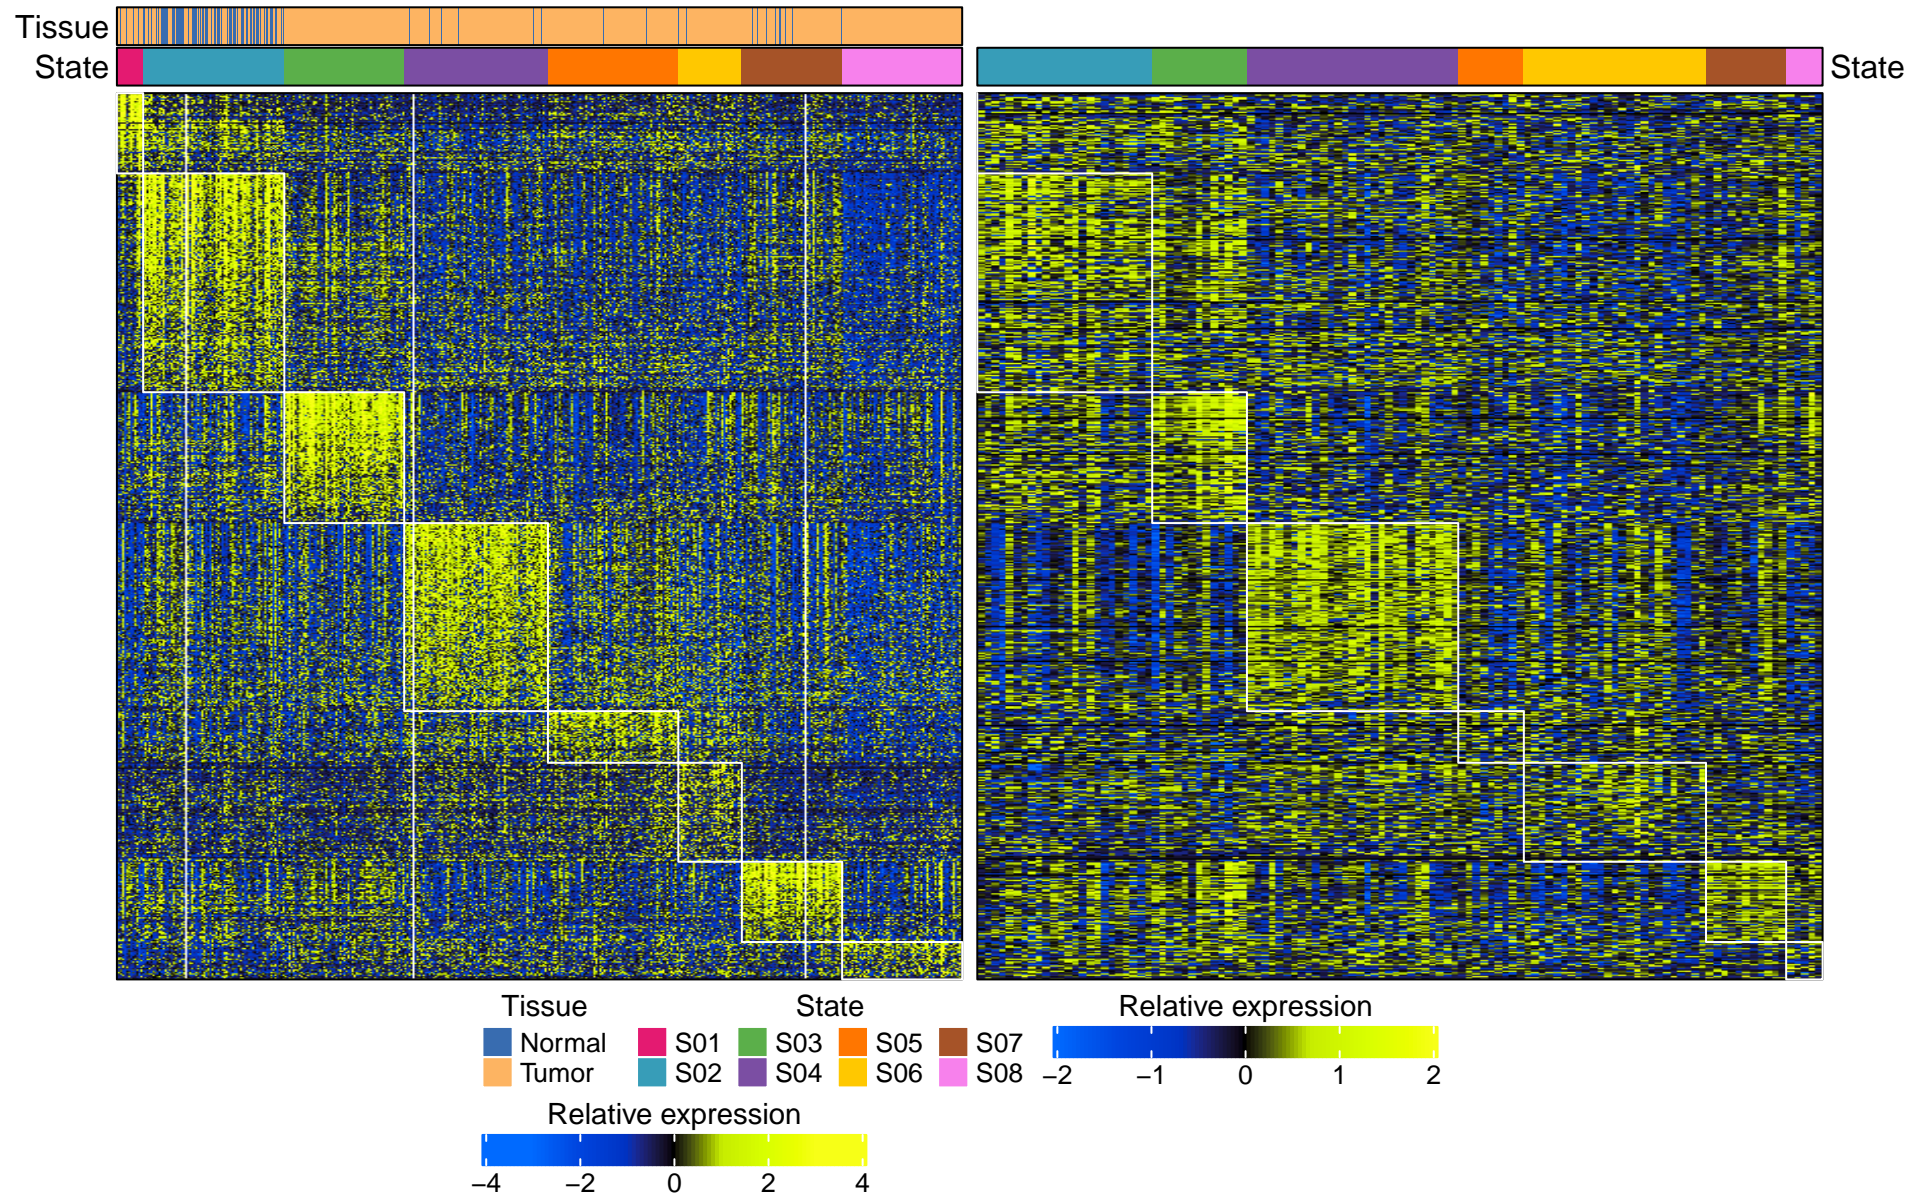 Tissue
State
State
Tissue State Relative expression
Normal S01 S03 S05 S07
Tumor S02 S04 S06 S08
−2 −1 0 1 2
Relative expression
−4 −2 0 2 4